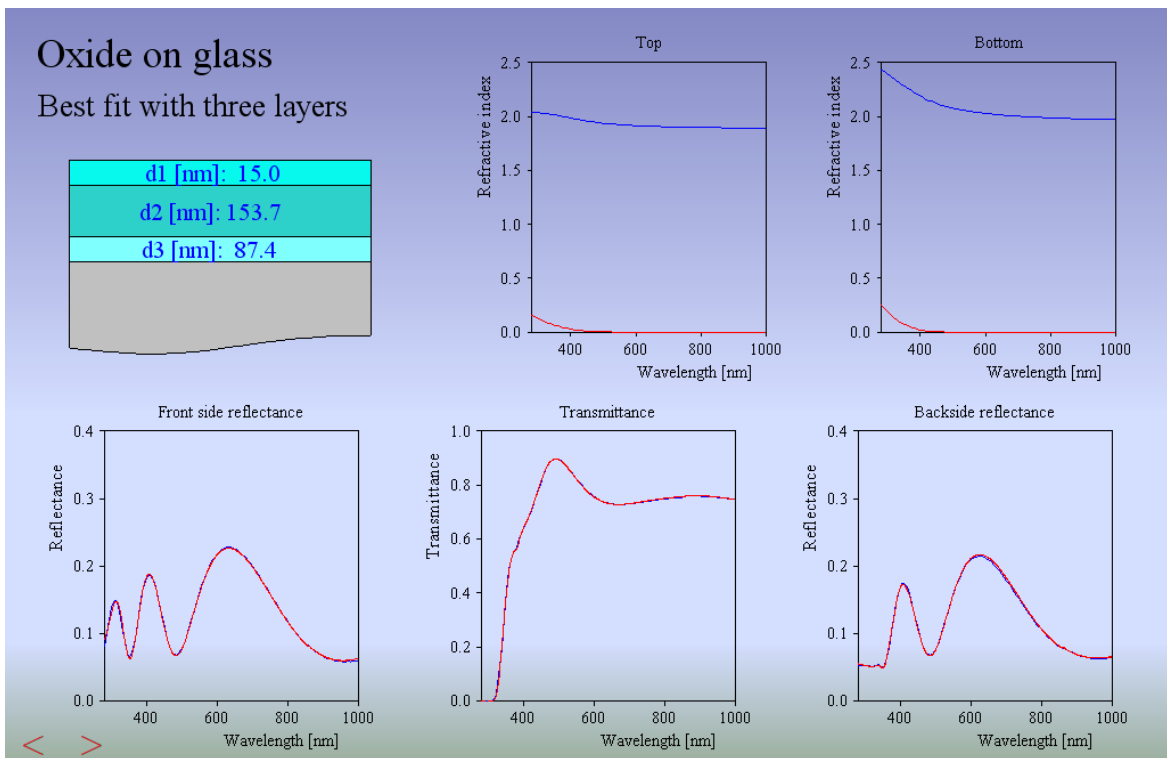 Oxide on glass
Best fit with three layers
d1 [nm]: 15.0
d2 [nm]: 153.7
d3 [nm]: 87.4
Top
Refractive index
2.5
2.0
1.5
1.0
0.5
0.0
400 600 800 1000
Wavelength [nm]
Bottom
Refractive index
2.5
2.0
1.5
1.0
0.5
0.0
400 600 800 1000
Wavelength [nm]
Front side reflectance
Reflectance
0.4
0.3
0.2
0.1
0.0
400 600 800 1000
Wavelength [nm]
Transmittance
Transmittance
1.0
0.8
0.6
0.4
0.2
0.0
400 600 800 1000
Wavelength [nm]
Backside reflectance
Reflectance
0.4
0.3
0.2
0.1
0.0
400 600 800 1000
Wavelength [nm]
< >